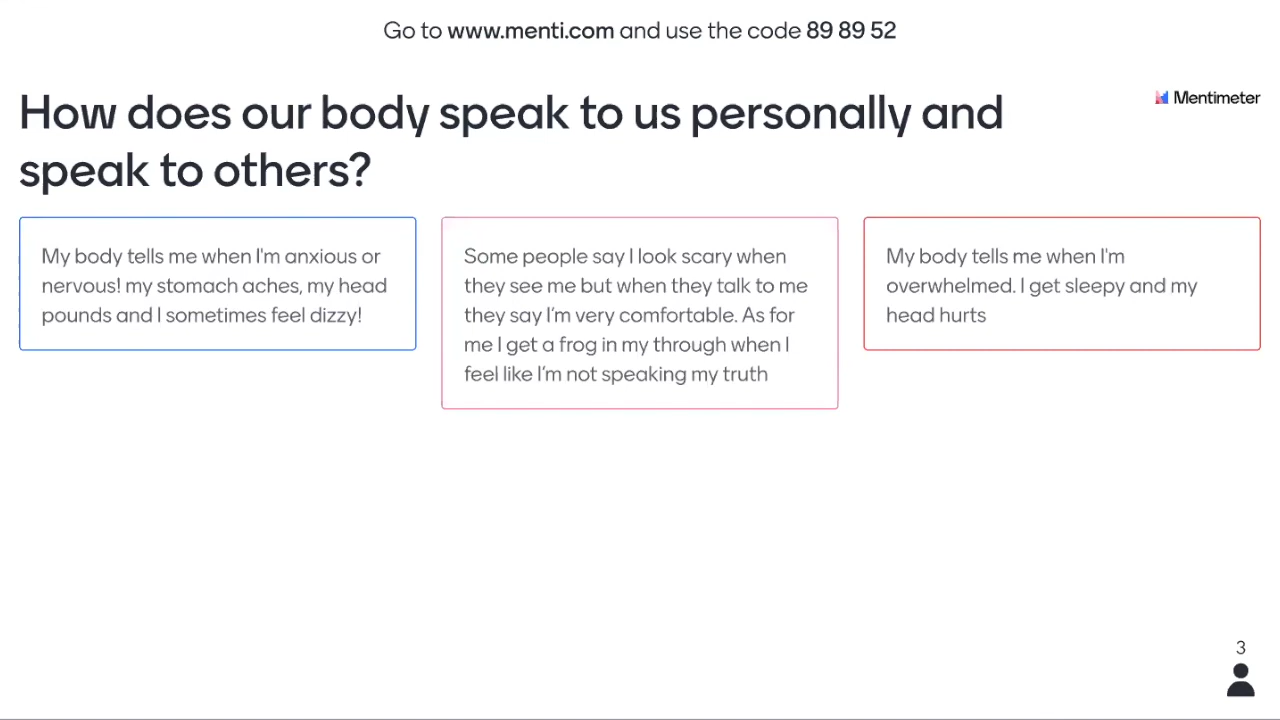 Go to www.menti.com and use the code 89 89 52
How does our body speak to us personally and
speak to others?
Mentimeter
My body tells me when I'm anxious or
nervous! my stomach aches, my head
pounds and I sometimes feel dizzy!
Some people say I look scary when
they see me but when they talk to me
they say I'm very comfortable. As for
me I get a frog in my through when I
feel like I'm not speaking my truth
My body tells me when I'm
overwhelmed. I get sleepy and my
head hurts
3